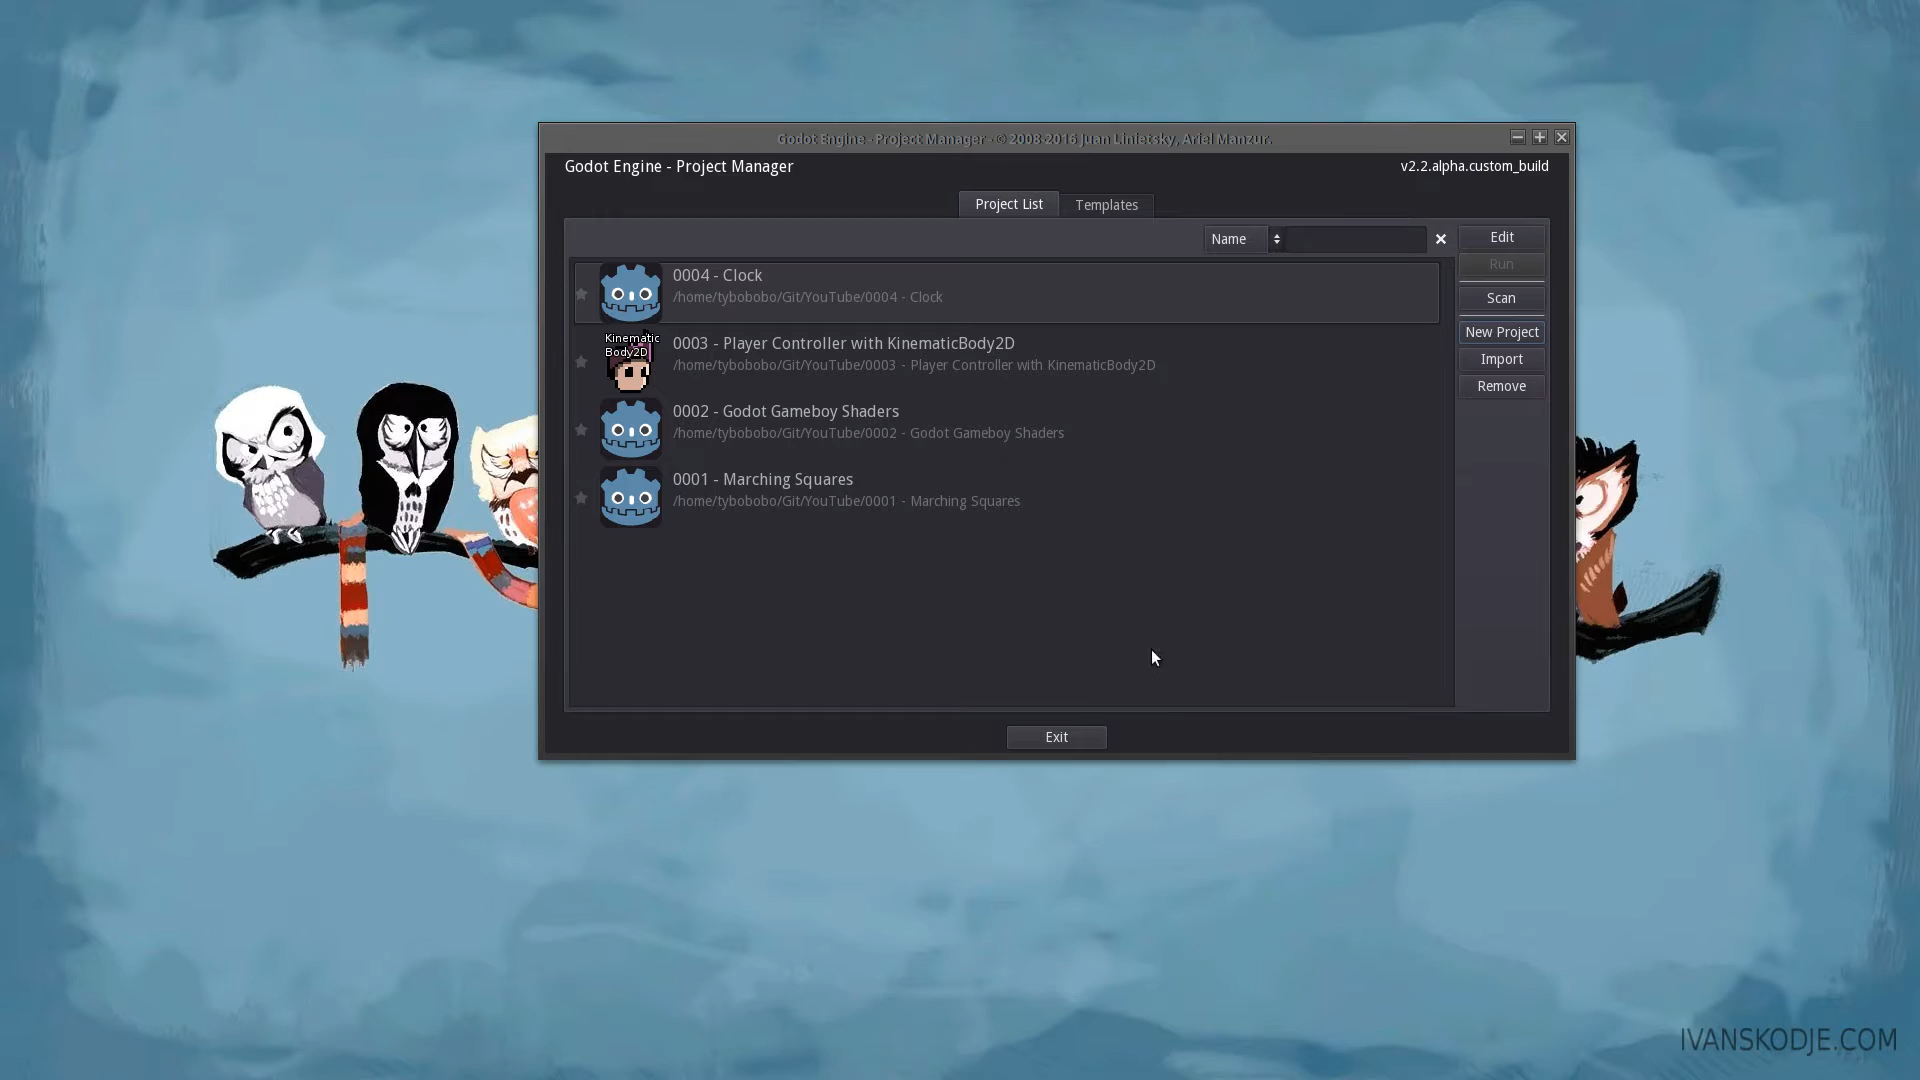 Godot Engine - Project Manager - © 2008-2016 Juan Linietsky, Ariel Manzur.
Godot Engine - Project Manager
v2.2.alpha.custom_build
Project List
Templates
Name
Edit
Run
Scan
New Project
Import
Remove
0004 - Clock
/home/tybobobo/Git/YouTube/0004 - Clock
Kinematic
Body2D
0003 - Player Controller with KinematicBody2D
/home/tybobobo/Git/YouTube/0003 - Player Controller with KinematicBody2D
0002 - Godot Gameboy Shaders
/home/tybobobo/Git/YouTube/0002 - Godot Gameboy Shaders
0001 - Marching Squares
/home/tybobobo/Git/YouTube/0001 - Marching Squares
Exit
IVANSKODJE.COM